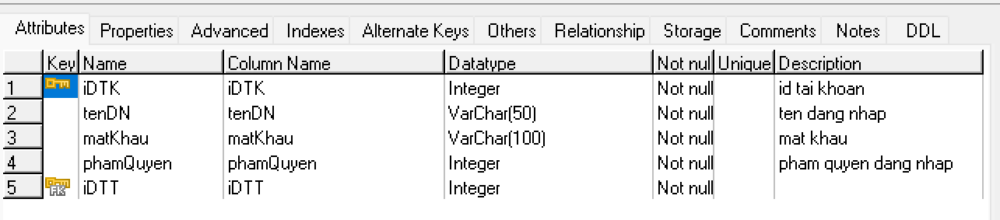 Attributes Properties Advanced Indexes Alternate Keys Others Relationship Storage Comments Notes DDL
Key Name Column Name Datatype Not nul Unique Description
1 iDTK iDTK Integer Not null id tai khoan
2 tenDN tenDN VarChar(50) Not null ten dang nhap
3 matKhau matKhau VarChar(100) Not null mat khau
4 phamQuyen phamQuyen Integer Not null pham quyen dang nhap
5 FK iDTT iDTT Integer Not null